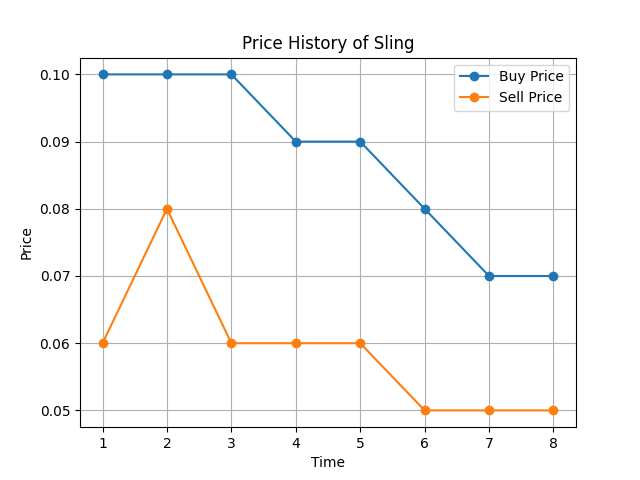 Price History of Sling
Buy Price
Sell Price
0.10
0.09
0.08
0.07
0.06
0.05
Price
1 2 3 4 5 6 7 8
Time